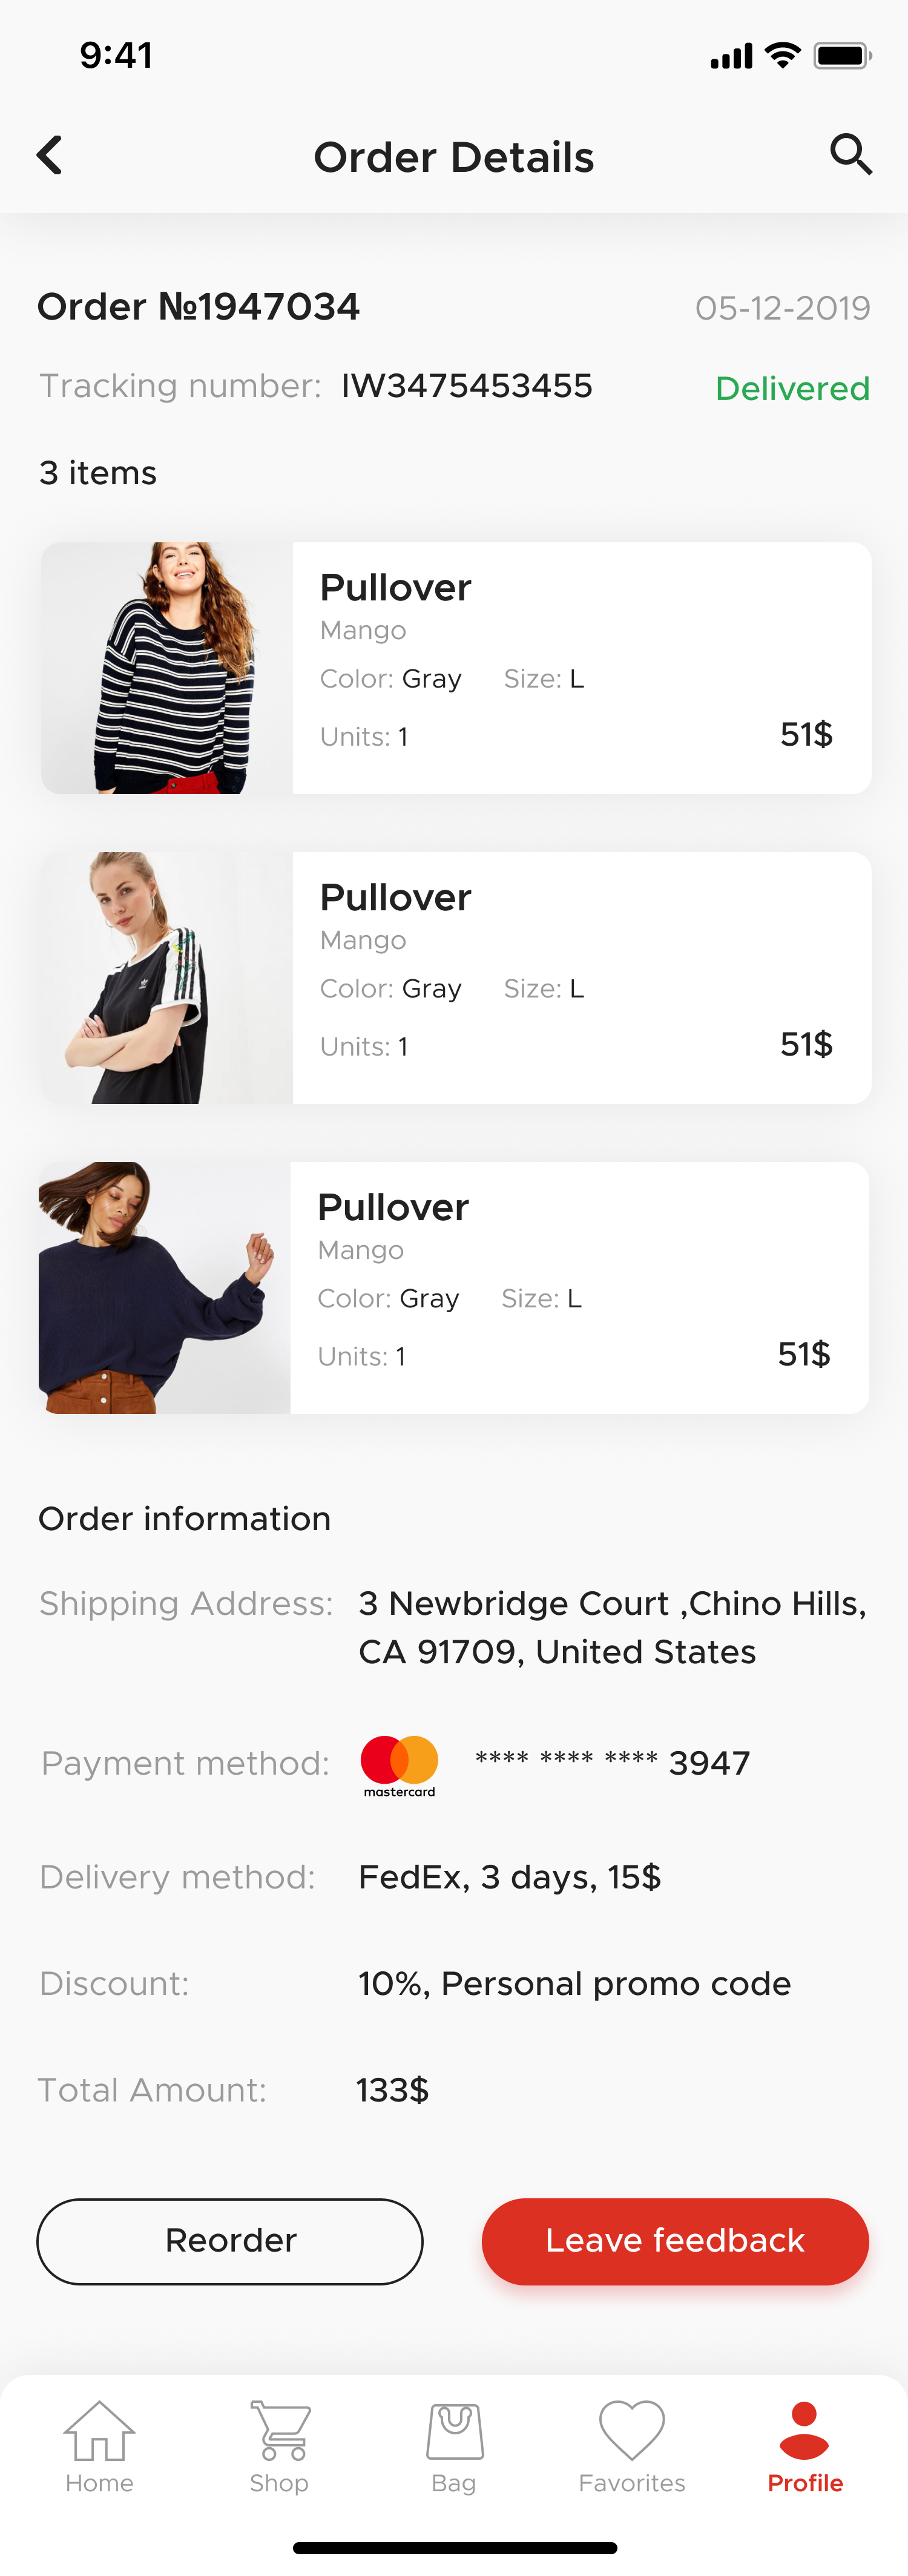 9:41
Order Details
Order №1947034
05-12-2019
Tracking number: IW3475453455
Delivered
3 items
Pullover
Mango
Color: Gray Size: L
Units: 1
51$
Pullover
Mango
Color: Gray Size: L
Units: 1
51$
Pullover
Mango
Color: Gray Size: L
Units: 1
51$
Order information
Shipping Address: 3 Newbridge Court ,Chino Hills,
CA 91709, United States
Payment method: mastercard **** **** **** 3947
Delivery method: FedEx, 3 days, 15$
Discount: 10%, Personal promo code
Total Amount: 133$
Reorder
Leave feedback
Home
Shop
Bag
Favorites
Profile